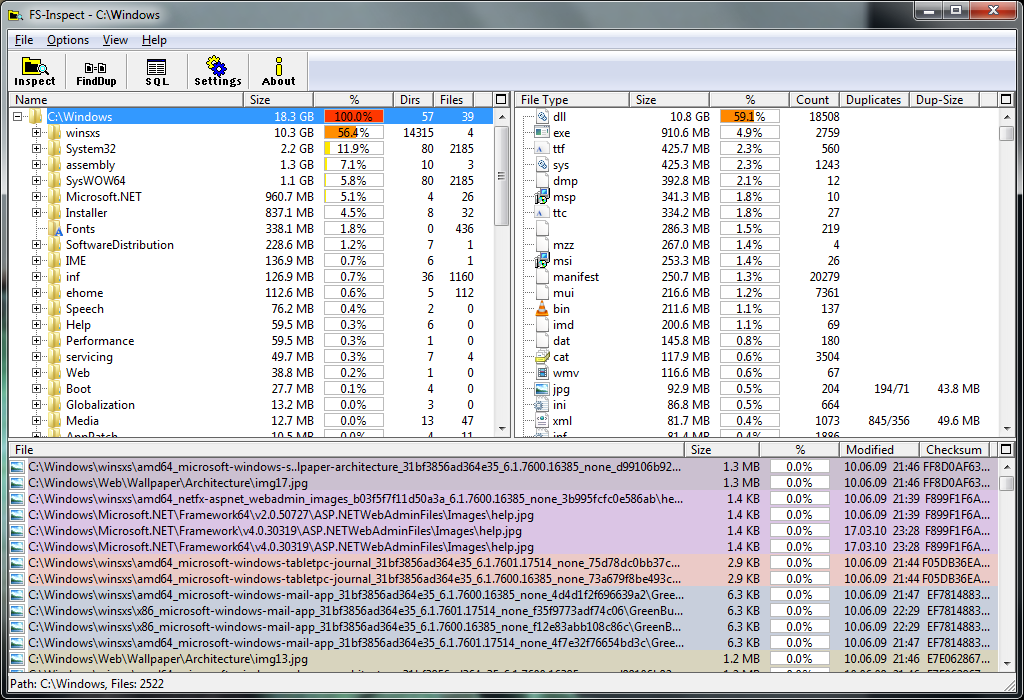 FS-Inspect - C:\Windows
File Options View Help
Inspect FindDup SQL Settings About
Name Size % Dirs Files
C:\Windows 18.3 GB 100.0% 57 39
winsxs 10.3 GB 56.4% 14315 4
System32 2.2 GB 11.9% 80 2185
assembly 1.3 GB 7.1% 10 3
SysWOW64 1.1 GB 5.8% 80 2185
Microsoft.NET 960.7 MB 5.1% 4 26
Installer 837.1 MB 4.5% 8 32
Fonts 338.1 MB 1.8% 0 436
SoftwareDistribution 228.6 MB 1.2% 7 1
IME 136.9 MB 0.7% 6 1
inf 126.9 MB 0.7% 36 1160
ehome 112.6 MB 0.6% 5 112
Speech 76.2 MB 0.4% 2 0
Help 59.5 MB 0.3% 6 0
Performance 59.5 MB 0.3% 1 0
servicing 49.7 MB 0.3% 7 4
Web 38.8 MB 0.2% 1 0
Boot 27.7 MB 0.1% 4 0
Globalization 13.2 MB 0.0% 3 0
Media 12.7 MB 0.0% 13 47
AppPatch 10.5 MB 0.0% 4 11
File Type Size % Count Duplicates Dup-Size
dll 10.8 GB 59.1% 18508
exe 910.6 MB 4.9% 2759
ttf 425.7 MB 2.3% 560
sys 425.3 MB 2.3% 1243
dmp 392.8 MB 2.1% 12
msp 341.3 MB 1.8% 10
ttc 334.2 MB 1.8% 27
286.3 MB 1.5% 219
mzz 267.0 MB 1.4% 4
msi 253.3 MB 1.4% 26
manifest 250.7 MB 1.3% 20279
mui 216.6 MB 1.2% 7361
bin 211.6 MB 1.1% 137
imd 200.6 MB 1.1% 69
dat 145.8 MB 0.8% 180
cat 117.9 MB 0.6% 3504
wmv 116.6 MB 0.6% 67
jpg 92.9 MB 0.5% 204 194/71 43.8 MB
ini 86.8 MB 0.5% 664
xml 81.7 MB 0.4% 1073 845/356 49.6 MB
inf 81.4 MB 0.4% 1886
File Size % Modified Checksum
C:\Windows\winsxs\amd64_microsoft-windows-s..lpaper-architecture_31bf3856ad364e35_6.1.7600.16385_none_d99106b92... 1.3 MB 0.0% 10.06.09 21:46 FF8D0AF63...
C:\Windows\Web\Wallpaper\Architecture\img17.jpg 1.3 MB 0.0% 10.06.09 21:46 FF8D0AF63...
C:\Windows\winsxs\amd64_netfx-aspnet_webadmin_images_b03f5f7f11d50a3a_6.1.7600.16385_none_3b995fcfc0e586ab\he... 1.4 KB 0.0% 10.06.09 21:39 F899F1F6A...
C:\Windows\Microsoft.NET\Framework64\v2.0.50727\ASP.NETWebAdminFiles\Images\help.jpg 1.4 KB 0.0% 10.06.09 21:39 F899F1F6A...
C:\Windows\Microsoft.NET\Framework\v4.0.30319\ASP.NETWebAdminFiles\Images\help.jpg 1.4 KB 0.0% 17.03.10 23:28 F899F1F6A...
C:\Windows\Microsoft.NET\Framework64\v4.0.30319\ASP.NETWebAdminFiles\Images\help.jpg 1.4 KB 0.0% 17.03.10 23:28 F899F1F6A...
C:\Windows\winsxs\amd64_microsoft-windows-tabletpc-journal_31bf3856ad364e35_6.1.7601.17514_none_75d78dc0bb37c... 2.9 KB 0.0% 10.06.09 21:44 F05DB36EA...
C:\Windows\winsxs\amd64_microsoft-windows-tabletpc-journal_31bf3856ad364e35_6.1.7600.16385_none_73a679f8be493c... 2.9 KB 0.0% 10.06.09 21:44 F05DB36EA...
C:\Windows\winsxs\amd64_microsoft-windows-mail-app_31bf3856ad364e35_6.1.7600.16385_none_4d4d1f2f696639a2\Gree... 6.3 KB 0.0% 10.06.09 21:47 EF7814883...
C:\Windows\winsxs\x86_microsoft-windows-mail-app_31bf3856ad364e35_6.1.7601.17514_none_f35f9773adf74c06\GreenBu... 6.3 KB 0.0% 10.06.09 22:29 EF7814883...
C:\Windows\winsxs\x86_microsoft-windows-mail-app_31bf3856ad364e35_6.1.7600.16385_none_f12e83abb108c86c\GreenB... 6.3 KB 0.0% 10.06.09 22:29 EF7814883...
C:\Windows\winsxs\amd64_microsoft-windows-mail-app_31bf3856ad364e35_6.1.7601.17514_none_4f7e32f76654bd3c\Gree... 6.3 KB 0.0% 10.06.09 21:47 EF7814883...
C:\Windows\Web\Wallpaper\Architecture\img13.jpg 1.2 MB 0.0% 10.06.09 21:46 E7E062867...
Path: C:\Windows, Files: 2522